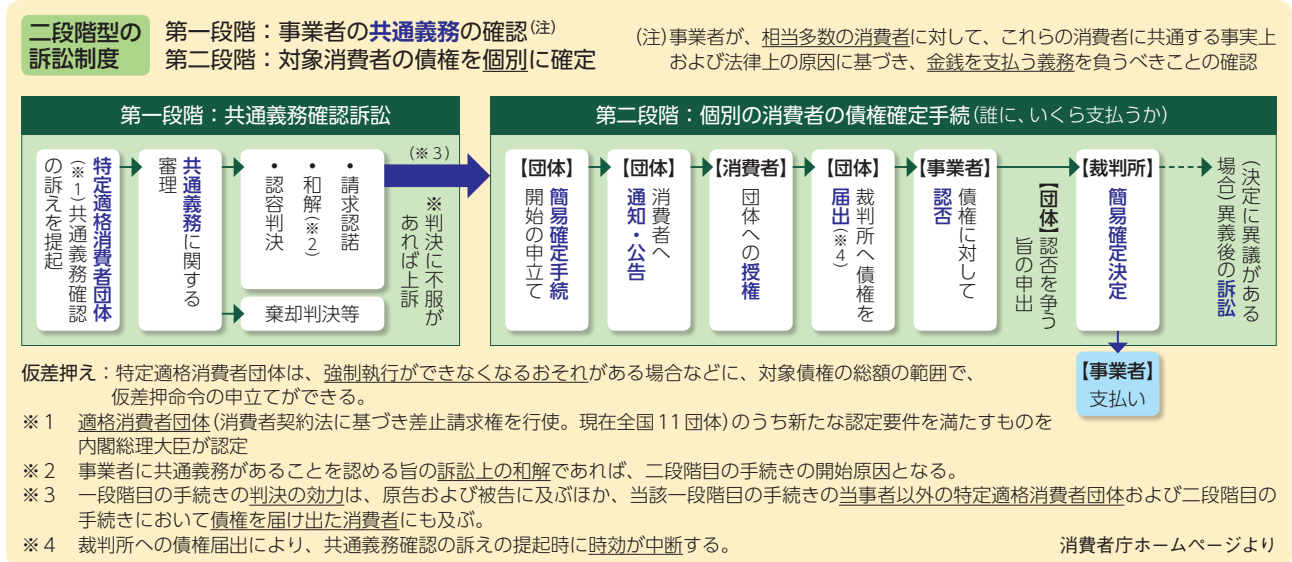 二段階型の
訴訟制度
第一段階：事業者の共通義務の確認(注)
第二段階：対象消費者の債権を個別に確定
(注)事業者が、相当多数の消費者に対して、これらの消費者に共通する事実上
および法律上の原因に基づき、金銭を支払う義務を負うべきことの確認
第一段階：共通義務確認訴訟
特定適格消費者団体
(※1)共通義務確認
の訴えを提起
共通義務に関する
審理
・請求認諾
・和解(※2)
・認容判決
棄却判決等
(※3)
※判決に不服が
あれば上訴
第二段階：個別の消費者の債権確定手続(誰に、いくら支払うか)
【団体】
簡易確定手続
開始の申立て
【団体】
消費者へ
通知・公告
【消費者】
団体への授権
【団体】
裁判所へ債権を
届出(※4)
【事業者】
債権に対して
認否
【団体】認否を争う
旨の申出
【裁判所】
簡易確定決定
(決定に異議がある
場合)異議後の訴訟
【事業者】
支払い
仮差押え：特定適格消費者団体は、強制執行ができなくなるおそれがある場合などに、対象債権の総額の範囲で、
仮差押命令の申立てができる。
※1 適格消費者団体(消費者契約法に基づき差止請求権を行使。現在全国11団体)のうち新たな認定要件を満たすものを
内閣総理大臣が認定
※2 事業者に共通義務があることを認める旨の訴訟上の和解であれば、二段階目の手続きの開始原因となる。
※3 一段階目の手続きの判決の効力は、原告および被告に及ぶほか、当該一段階目の手続きの当事者以外の特定適格消費者団体および二段階目の
手続きにおいて債権を届け出た消費者にも及ぶ。
※4 裁判所への債権届出により、共通義務確認の訴えの提起時に時効が中断する。
消費者庁ホームページより